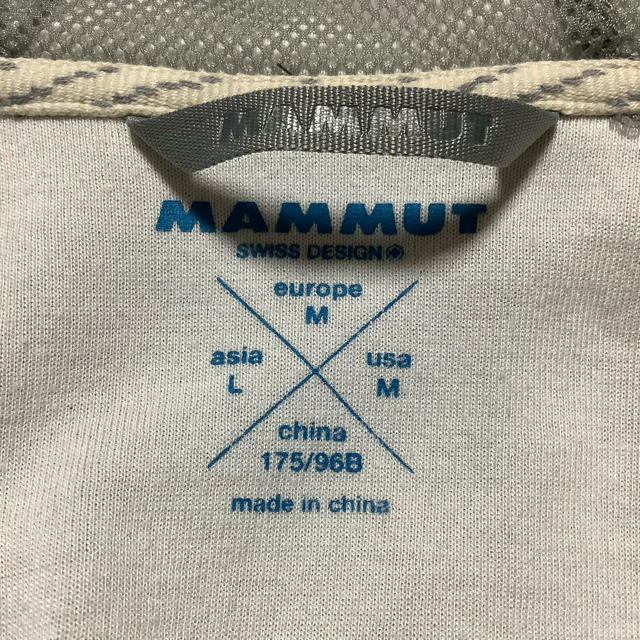 MAMMUT
MAMMUT
SWISS DESIGN
europe
M
asia
L
usa
M
china
175/96B
made in china